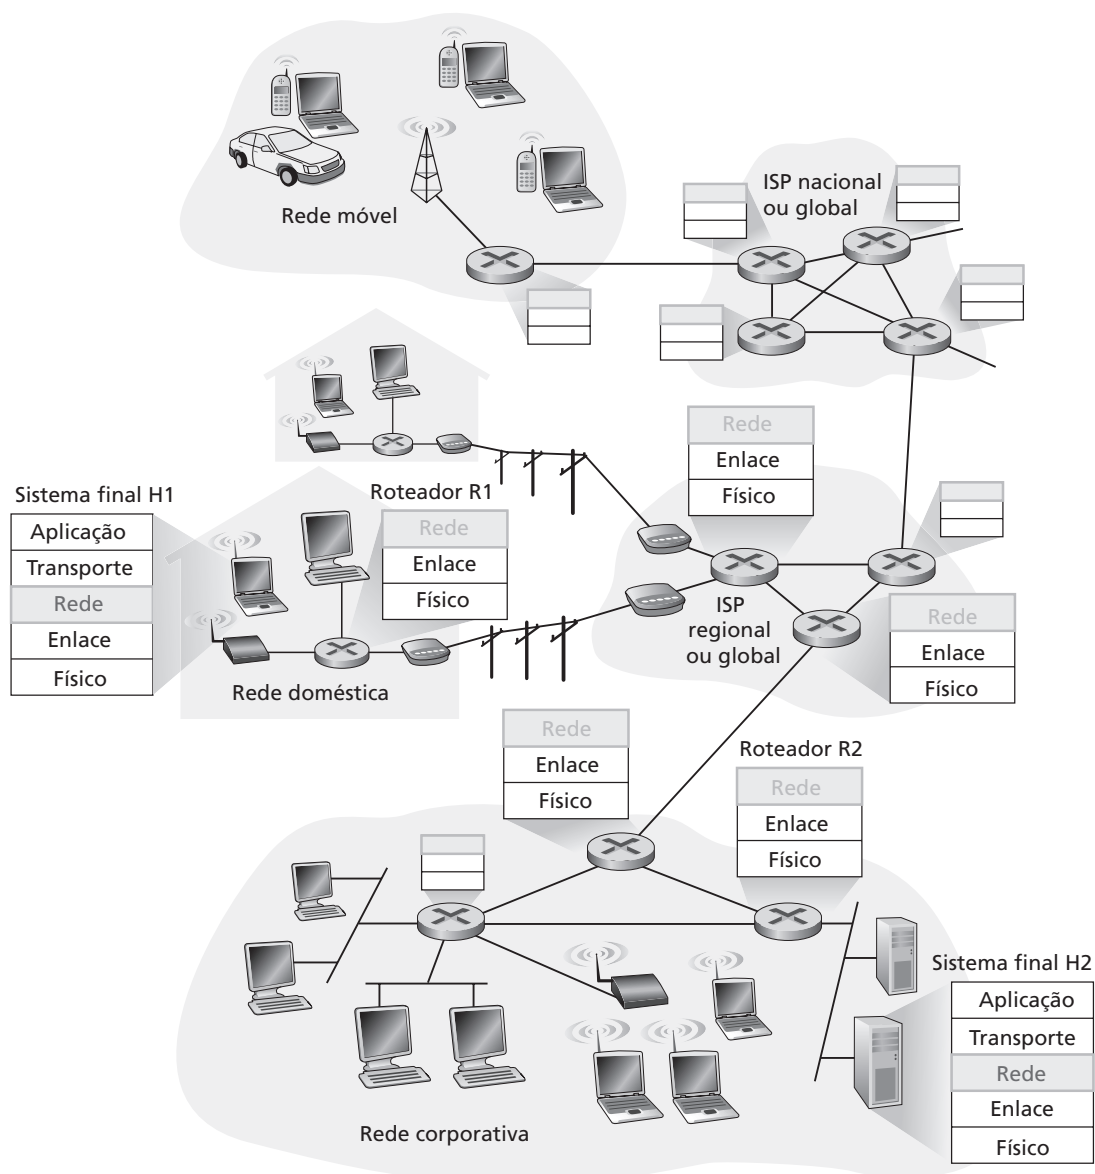 Rede móvel
ISP nacional
ou global
Rede
Enlace
Físico
Sistema final H1
Aplicação
Transporte
Rede
Enlace
Físico
Roteador R1
Rede
Enlace
Físico
ISP
regional
ou global
Rede
Enlace
Físico
Rede doméstica
Rede
Enlace
Físico
Roteador R2
Rede
Enlace
Físico
Sistema final H2
Aplicação
Transporte
Rede
Enlace
Físico
Rede corporativa